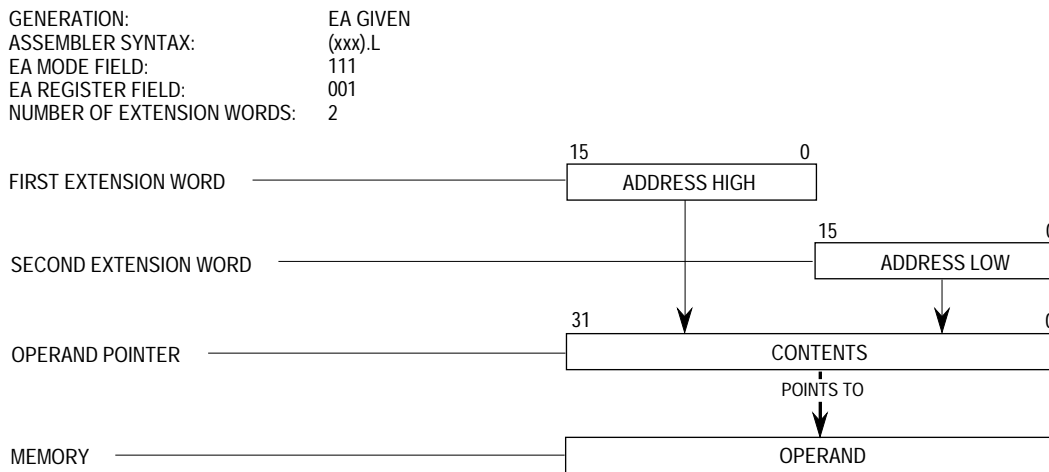 GENERATION: EA GIVEN
ASSEMBLER SYNTAX: (xxx).L
EA MODE FIELD: 111
EA REGISTER FIELD: 001
NUMBER OF EXTENSION WORDS: 2
15 0
FIRST EXTENSION WORD ADDRESS HIGH
15 0
SECOND EXTENSION WORD ADDRESS LOW
31 0
OPERAND POINTER CONTENTS
POINTS TO
MEMORY OPERAND